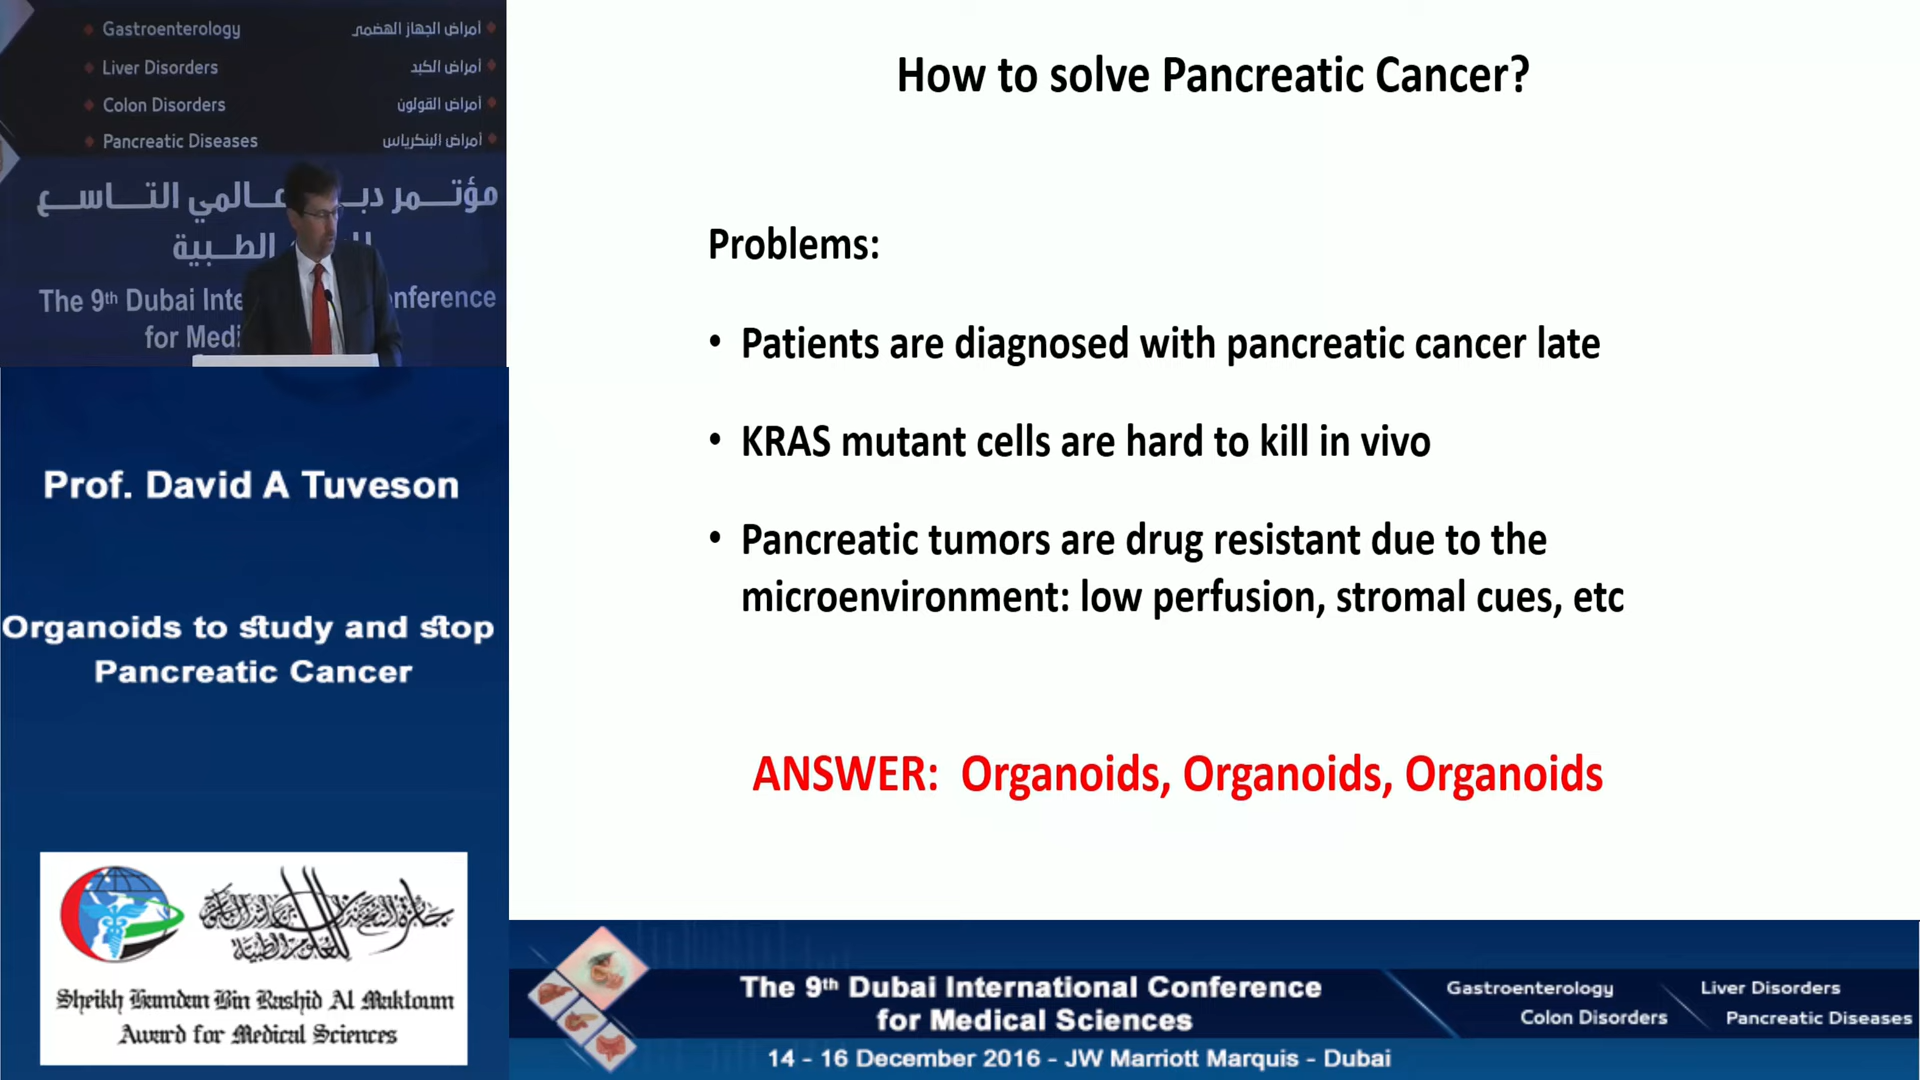 Gastroenterology
أمراض الجهاز الهضمي
Liver Disorders
أمراض الكبد
Colon Disorders
أمراض القولون
Pancreatic Diseases
أمراض البنكرياس
مؤتمر دبـ عالمي التاسع
الطبية
The 9th Dubai Inte nference
for Medi
Prof. David A Tuveson
Organoids to study and stop
Pancreatic Cancer
Sheikh Hamdan Bin Rashid Al Maktoum
Award for Medical Sciences
How to solve Pancreatic Cancer?
Problems:
• Patients are diagnosed with pancreatic cancer late
• KRAS mutant cells are hard to kill in vivo
• Pancreatic tumors are drug resistant due to the
microenvironment: low perfusion, stromal cues, etc
ANSWER: Organoids, Organoids, Organoids
The 9th Dubai International Conference
for Medical Sciences
14 - 16 December 2016 - JW Marriott Marquis - Dubai
Gastroenterology
Liver Disorders
Colon Disorders
Pancreatic Diseases